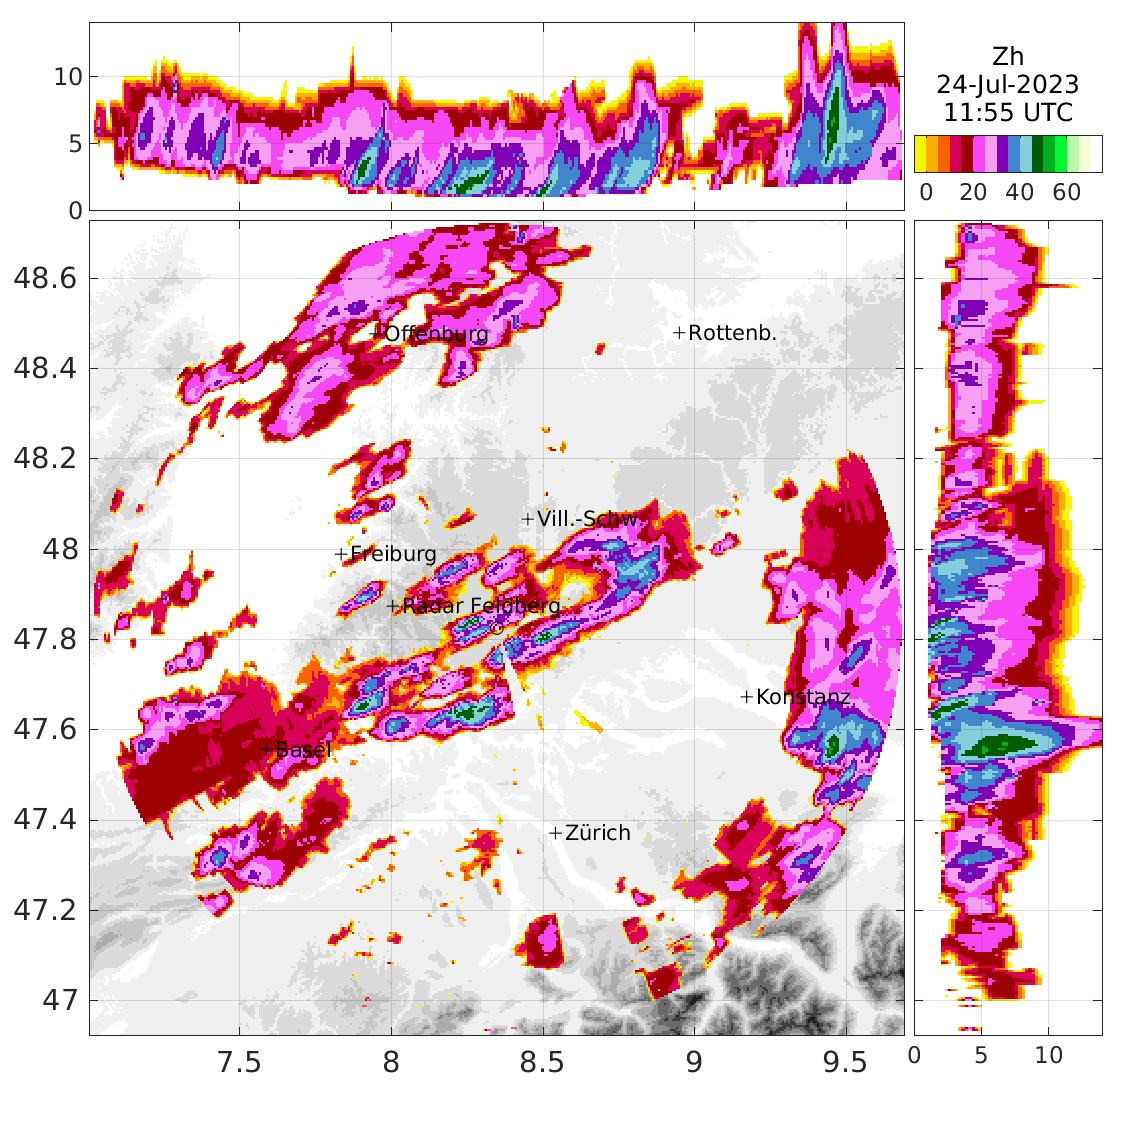 10
5
0
Zh
24-Jul-2023
11:55 UTC
0 20 40 60
48.6
48.4
48.2
48
47.8
47.6
47.4
47.2
47
+Offenburg
+Rottenb.
+Vill.-Schw.
+Freiburg
+Radar Feldberg
+Konstanz
+Basel
+Zürich
7.5 8 8.5 9 9.5
0 5 10